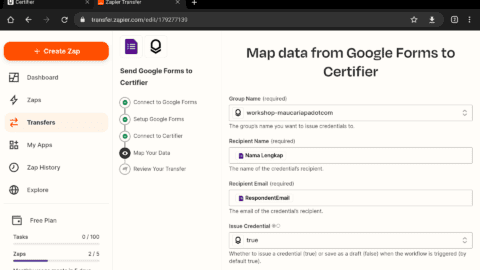 Certifier
Zapier Transfer
transfer.zapier.com/edit/179277139
+ Create Zap
Dashboard
Zaps
Transfers
My Apps
Zap History
Explore
Free Plan
Tasks 0 / 100
Zaps 2 / 5
Send Google Forms to
Certifier
Connect to Google Forms
Setup Google Forms
Connect to Certifier
Map Your Data
Review Your Transfer
Map data from Google Forms to
Certifier
Group Name (required)
workshop-maucariapadotcom
The group's name you want to issue credentials to.
Recipient Name (required)
Nama Lengkap
The name of the credential's recipient.
Recipient Email (required)
RespondentEmail
The email of the credential's recipient.
Issue Credential
true
Whether to issue a credential (true) or save as a draft (false) when the workflow is triggered (by
default true).